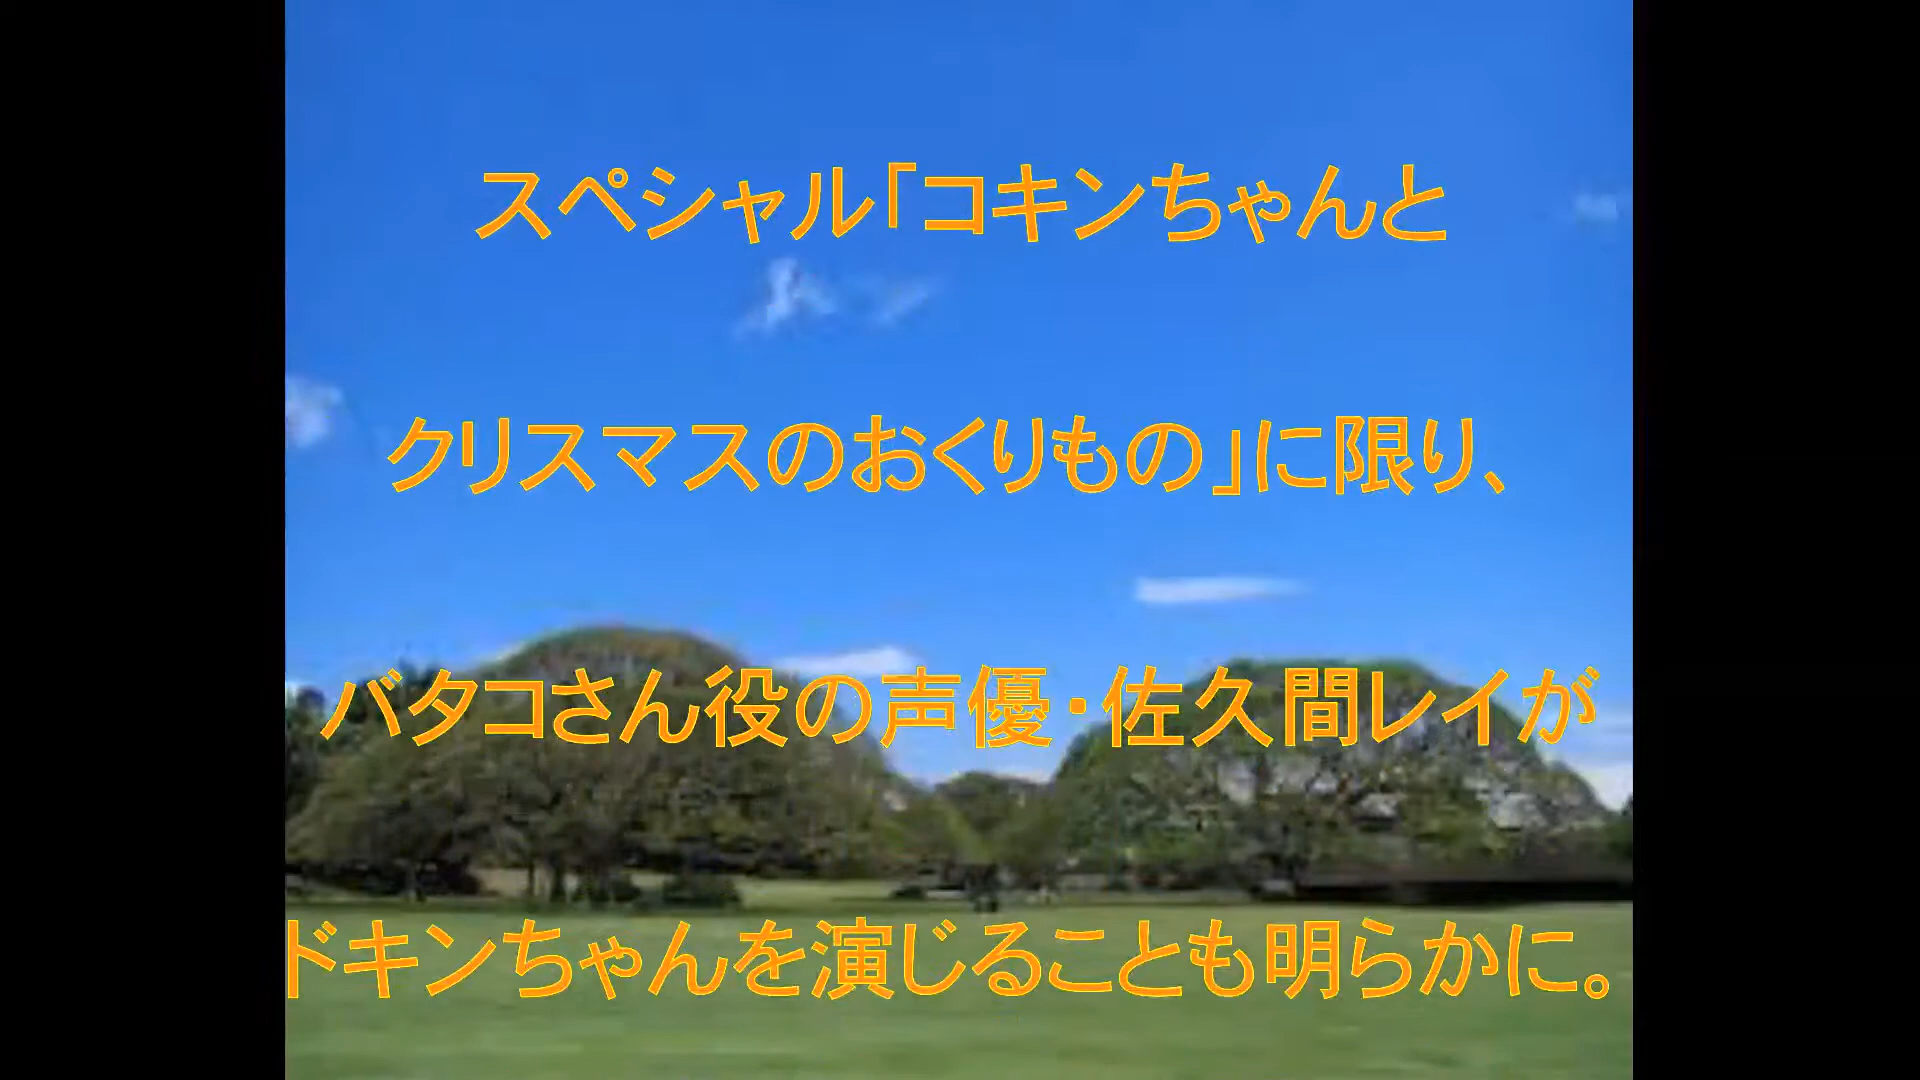 スペシャル「コキンちゃんと
クリスマスのおくりもの」に限り、
バタコさん役の声優・佐久間レイが
ドキンちゃんを演じることも明らかに。